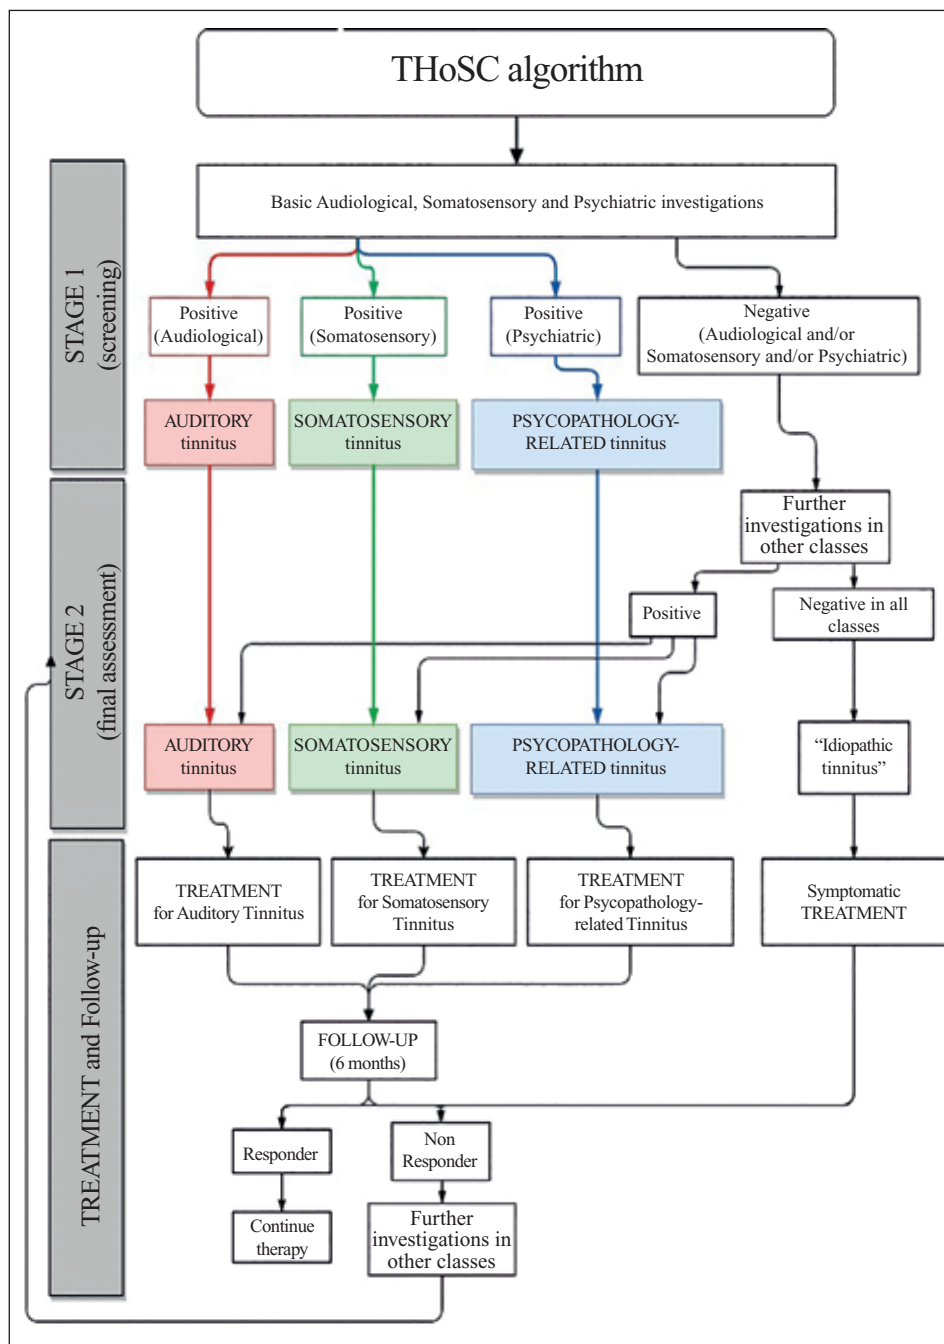 THoSC algorithm
STAGE 1
(screening)
Basic Audiological, Somatosensory and Psychiatric investigations
Positive
(Audiological)
Positive
(Somatosensory)
Positive
(Psychiatric)
Negative
(Audiological and/or
Somatosensory and/or Psychiatric)
AUDITORY
tinnitus
SOMATOSENSORY
tinnitus
PSYCOPATHOLOGY-
RELATED tinnitus
STAGE 2
(final assessment)
Further
investigations in
other classes
Positive
Negative in all
classes
AUDITORY
tinnitus
SOMATOSENSORY
tinnitus
PSYCOPATHOLOGY-
RELATED tinnitus
“Idiopathic
tinnitus”
TREATMENT and Follow-up
TREATMENT
for Auditory Tinnitus
TREATMENT
for Somatosensory
Tinnitus
TREATMENT
for Psycopathology-
related Tinnitus
Symptomatic
TREATMENT
FOLLOW-UP
(6 months)
Responder
Non
Responder
Continue
therapy
Further
investigations in
other classes